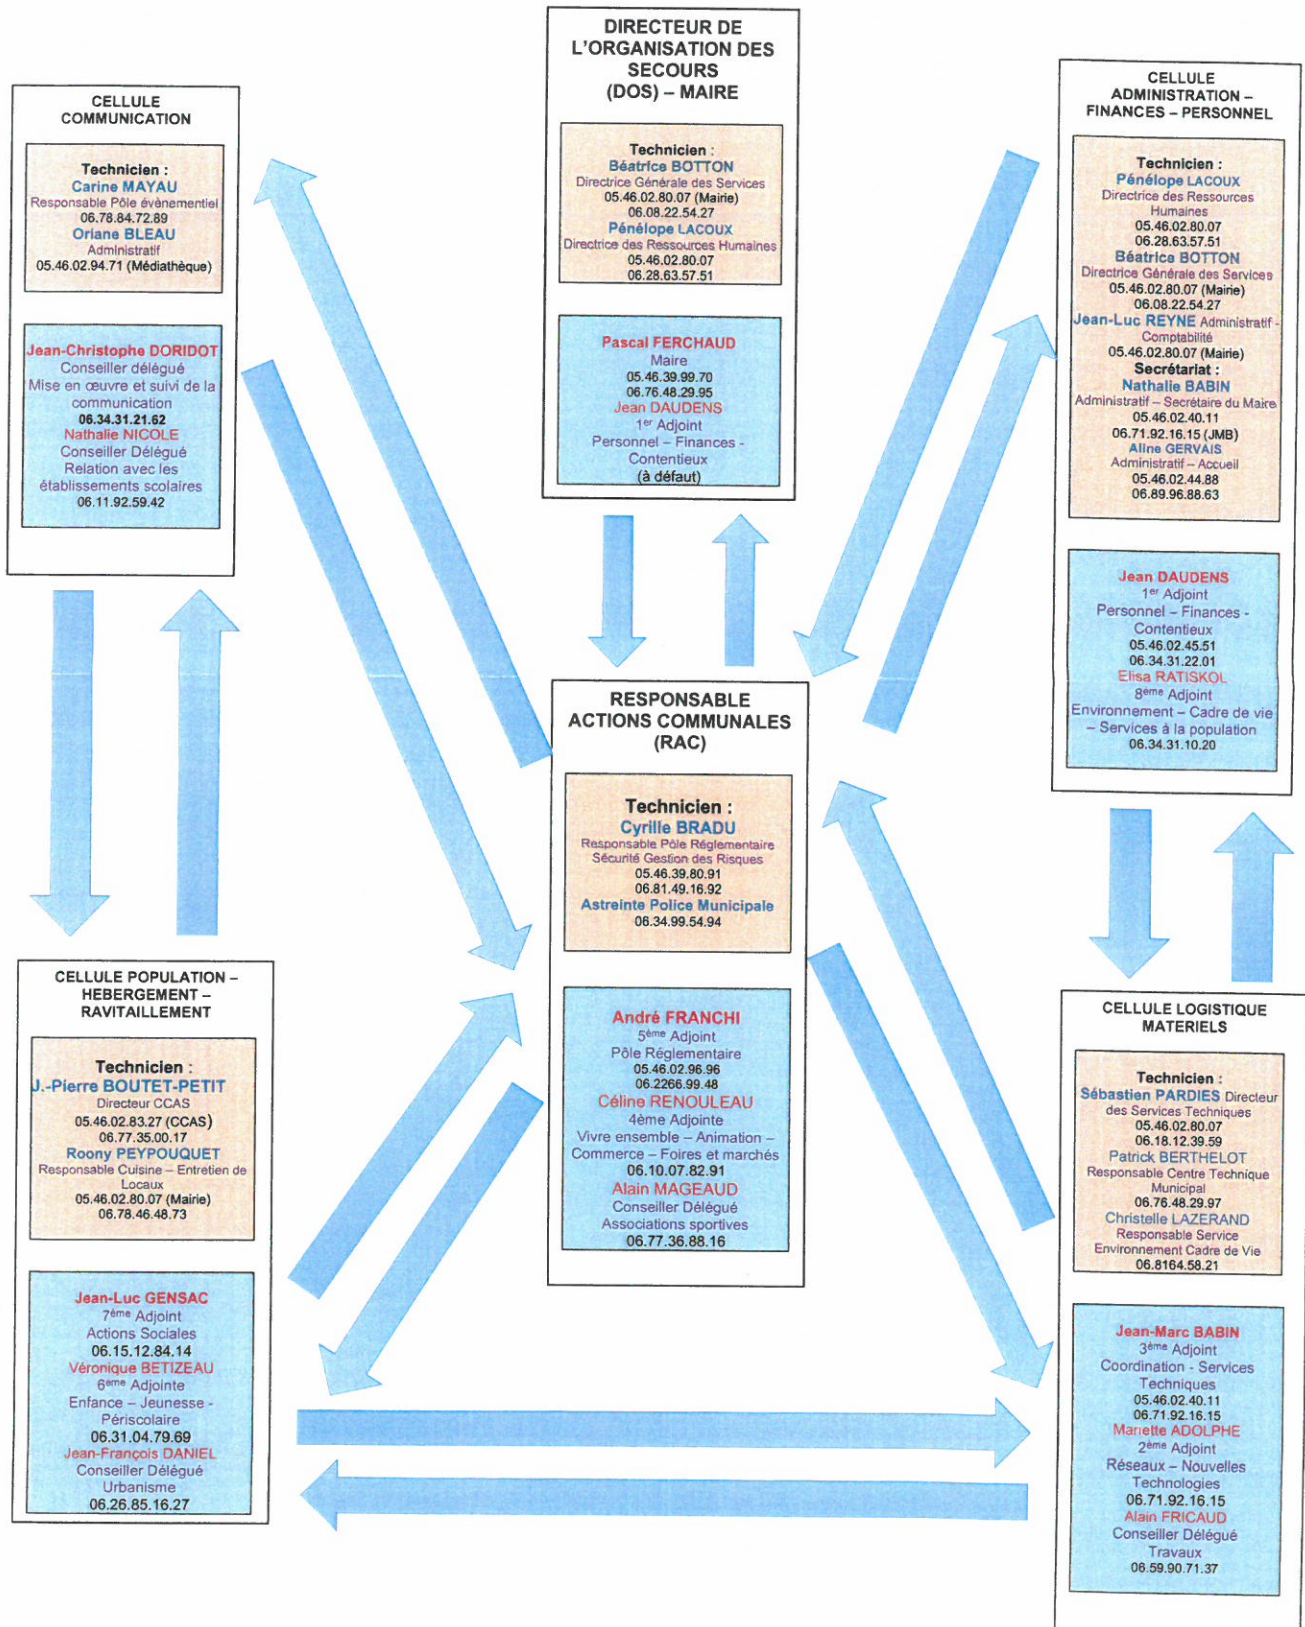 DIRECTEUR DE
L'ORGANISATION DES
SECOURS
(DOS) – MAIRE
Technicien :
Béatrice BOTTON
Directrice Générale des Services
05.46.02.80.07 (Mairie)
06.08.22.54.27
Pénélope LACOUX
Directrice des Ressources Humaines
05.46.02.80.07
06.28.63.57.51
Pascal FERCHAUD
Maire
05.46.39.99.70
06.76.48.29.95
Jean DAUDENS
1er Adjoint
Personnel – Finances -
Contentieux
(à défaut)
CELLULE
COMMUNICATION
Technicien :
Carine MAYAU
Responsable Pôle évènementiel
06.78.84.72.89
Oriane BLEAU
Administratif
05.46.02.94.71 (Médiathèque)
Jean-Christophe DORIDOT
Conseiller délégué
Mise en œuvre et suivi de la
communication
06.34.31.21.62
Nathalie NICOLE
Conseiller Délégué
Relation avec les
établissements scolaires
06.11.92.59.42
CELLULE
ADMINISTRATION –
FINANCES – PERSONNEL
Technicien :
Pénélope LACOUX
Directrice des Ressources
Humaines
05.46.02.80.07
06.28.63.57.51
Béatrice BOTTON
Directrice Générale des Services
05.46.02.80.07 (Mairie)
06.08.22.54.27
Jean-Luc REYNE Administratif -
Comptabilité
05.46.02.80.07 (Mairie)
Secrétariat :
Nathalie BABIN
Administratif – Secrétaire du Maire
05.46.02.40.11
06.71.92.16.15 (JMB)
Aline GERVAIS
Administratif – Accueil
05.46.02.44.88
06.89.96.88.63
Jean DAUDENS
1er Adjoint
Personnel – Finances -
Contentieux
05.46.02.45.51
06.34.31.22.01
Elisa RATISKOL
8ème Adjoint
Environnement – Cadre de vie
– Services à la population
06.34.31.10.20
RESPONSABLE
ACTIONS COMMUNALES
(RAC)
Technicien :
Cyrille BRADU
Responsable Pôle Réglementaire
Sécurité Gestion des Risques
05.46.39.80.91
06.81.49.16.92
Astreinte Police Municipale
06.34.99.54.94
André FRANCHI
5ème Adjoint
Pôle Réglementaire
05.46.02.96.96
06.2266.99.48
Céline RENOULEAU
4ème Adjointe
Vivre ensemble – Animation –
Commerce – Foires et marchés
06.10.07.82.91
Alain MAGEAUD
Conseiller Délégué
Associations sportives
06.77.36.88.16
CELLULE POPULATION –
HEBERGEMENT –
RAVITAILLEMENT
Technicien :
J.-Pierre BOUTET-PETIT
Directeur CCAS
05.46.02.83.27 (CCAS)
06.77.35.00.17
Roony PEYPOUQUET
Responsable Cuisine – Entretien de
Locaux
05.46.02.80.07 (Mairie)
06.78.46.48.73
Jean-Luc GENSAC
7ème Adjoint
Actions Sociales
06.15.12.84.14
Véronique BETIZEAU
6ème Adjointe
Enfance – Jeunesse -
Périscolaire
06.31.04.79.69
Jean-François DANIEL
Conseiller Délégué
Urbanisme
06.26.85.16.27
CELLULE LOGISTIQUE
MATERIELS
Technicien :
Sébastien PARDIES Directeur
des Services Techniques
05.46.02.80.07
06.18.12.39.59
Patrick BERTHELOT
Responsable Centre Technique
Municipal
06.76.48.29.97
Christelle LAZERAND
Responsable Service
Environnement Cadre de Vie
06.8164.58.21
Jean-Marc BABIN
3ème Adjoint
Coordination - Services
Techniques
05.46.02.40.11
06.71.92.16.15
Mariette ADOLPHE
2ème Adjoint
Réseaux – Nouvelles
Technologies
06.71.92.16.15
Alain FRICAUD
Conseiller Délégué
Travaux
06.59.90.71.37